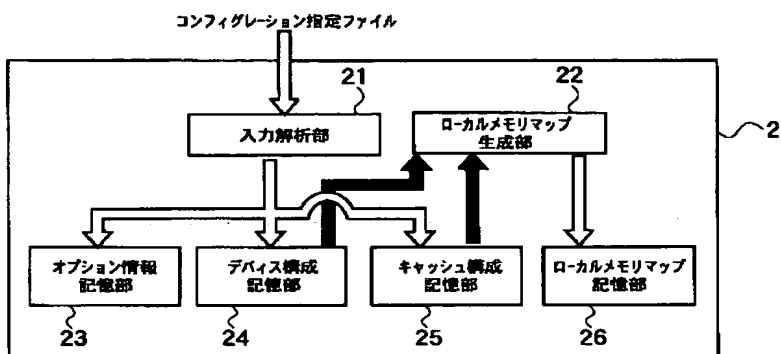 コンフィグレーション指定ファイル
21
22
入力解析部
ローカルメモリマップ
生成部
2
オプション情報
記憶部
デバイス構成
記憶部
キャッシュ構成
記憶部
ローカルメモリマップ
記憶部
23
24
25
26